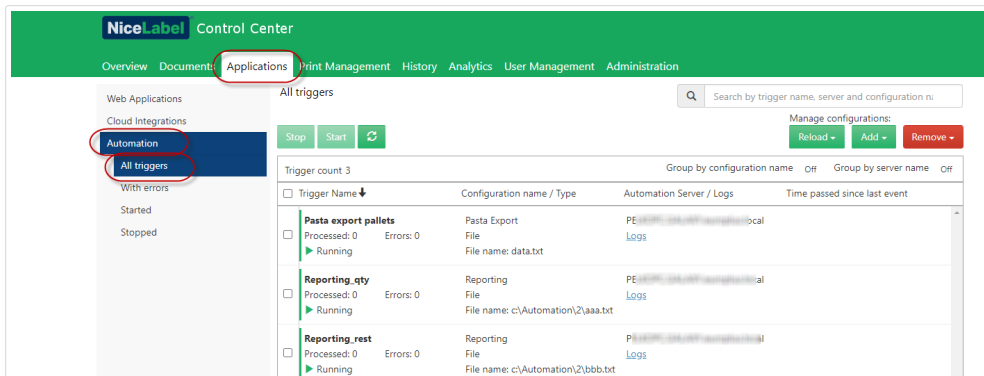 NiceLabel Control Center
Overview Documents Applications Print Management History Analytics User Management Administration
Web Applications
Cloud Integrations
Automation
All triggers
With errors
Started
Stopped
All triggers
Search by trigger name, server and configuration
Manage configurations:
Stop Start Reload Add Remove
Trigger count 3 Group by configuration name Off Group by server name Off
Trigger Name Configuration name / Type Automation Server / Logs Time passed since last event
Pasta export pallets Pasta Export
Processed: 0 Errors: 0 File Logs
Running File name: data.txt
Reporting_qty Reporting
Processed: 0 Errors: 0 File Logs
Running File name: c:\Automation\2\aaa.txt
Reporting_rest Reporting
Processed: 0 Errors: 0 File Logs
Running File name: c:\Automation\2\bbb.txt